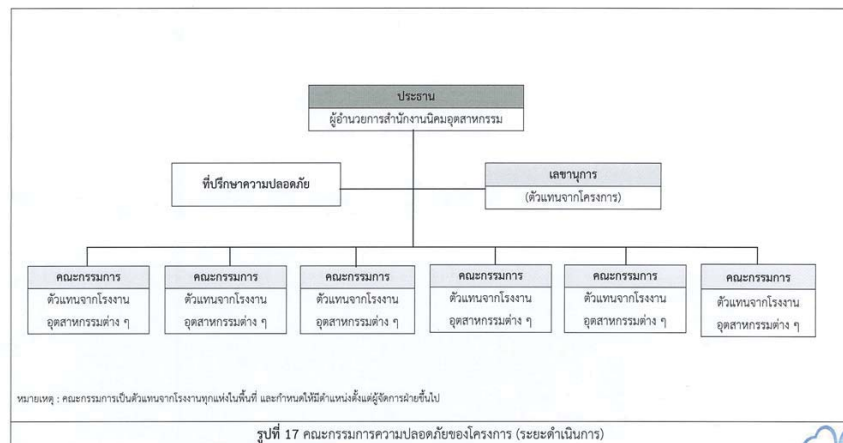 ประธาน
ผู้อำนวยการสำนักงานนิคมอุตสาหกรรม
ที่ปรึกษาความปลอดภัย
เลขานุการ
(ตัวแทนจากโครงการ)
คณะกรรมการ
ตัวแทนจากโรงงาน
อุตสาหกรรมต่าง ๆ
คณะกรรมการ
ตัวแทนจากโรงงาน
อุตสาหกรรมต่าง ๆ
คณะกรรมการ
ตัวแทนจากโรงงาน
อุตสาหกรรมต่าง ๆ
คณะกรรมการ
ตัวแทนจากโรงงาน
อุตสาหกรรมต่าง ๆ
คณะกรรมการ
ตัวแทนจากโรงงาน
อุตสาหกรรมต่าง ๆ
คณะกรรมการ
ตัวแทนจากโรงงาน
อุตสาหกรรมต่าง ๆ
หมายเหตุ : คณะกรรมการเป็นตัวแทนจากโรงงานทุกแห่งในพื้นที่ และกำหนดให้มีตำแหน่งตั้งแต่ผู้จัดการฝ่ายขึ้นไป
รูปที่ 17 คณะกรรมการความปลอดภัยของโครงการ (ระยะดำเนินการ)